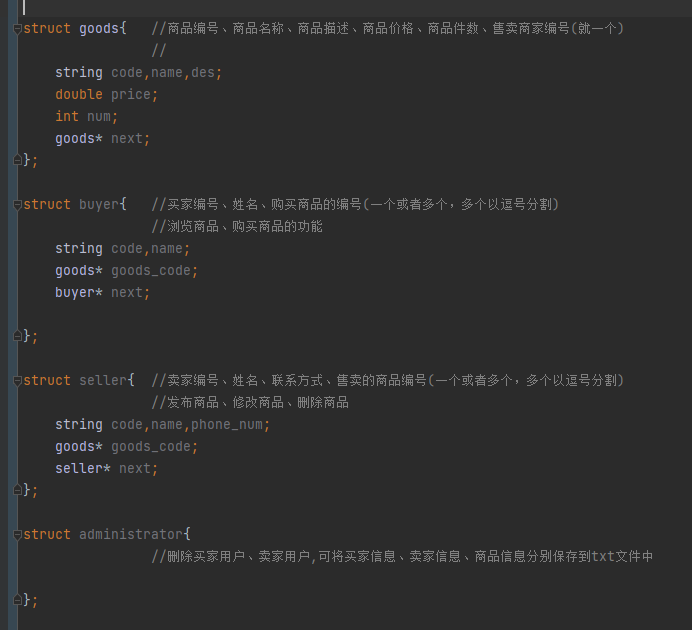 struct goods{   //商品编号、商品名称、商品描述、商品价格、商品件数、售卖商家编号(就一个)
                //
    string code,name,des;
    double price;
    int num;
    goods* next;
};
struct buyer{   //买家编号、姓名、购买商品的编号(一个或者多个，多个以逗号分割)
                //浏览商品、购买商品的功能
    string code,name;
    goods* goods_code;
    buyer* next;
};
struct seller{  //卖家编号、姓名、联系方式、售卖的商品编号(一个或者多个，多个以逗号分割)
                //发布商品、修改商品、删除商品
    string code,name,phone_num;
    goods* goods_code;
    seller* next;
};
struct administrator{
                //删除买家用户、卖家用户,可将买家信息、卖家信息、商品信息分别保存到txt文件中
};